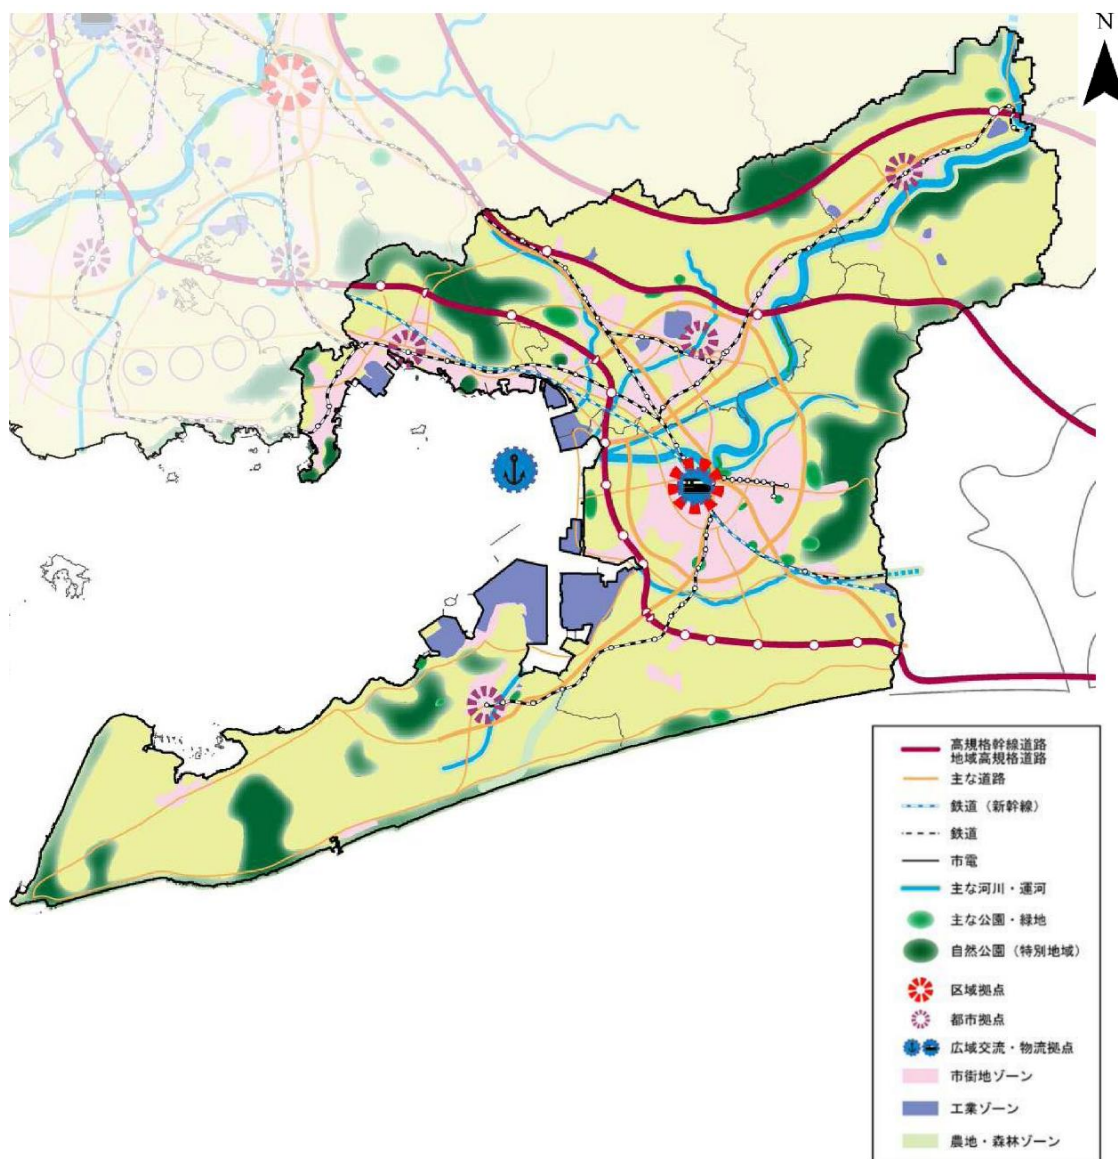 N
高規格幹線道路
地域高規格道路
主な道路
鉄道（新幹線）
鉄道
市電
主な河川・運河
主な公園・緑地
自然公園（特別地域）
区域拠点
都市拠点
広域交流・物流拠点
市街地ゾーン
工業ゾーン
農地・森林ゾーン